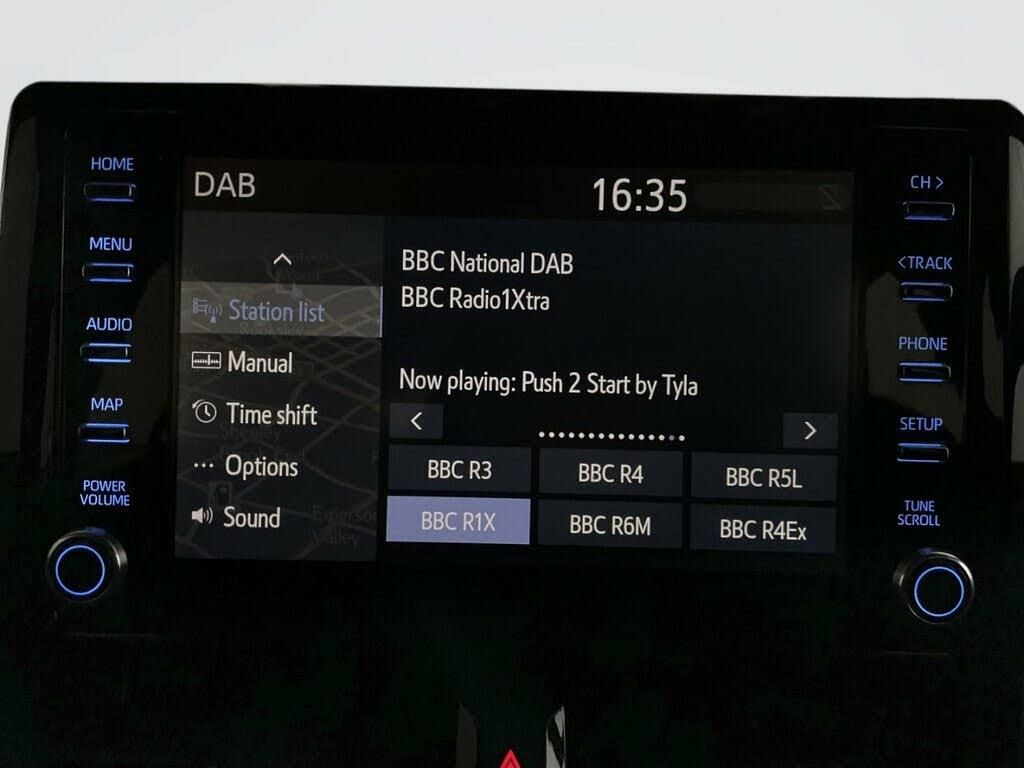 HOME
MENU
AUDIO
MAP
POWER
VOLUME
DAB
16:35
Station list
Manual
Time shift
Options
Sound
Emerson
Valley
BBC National DAB
BBC Radio1Xtra
Now playing: Push 2 Start by Tyla
<
>
BBC R3
BBC R4
BBC R5L
BBC R1X
BBC R6M
BBC R4Ex
CH >
<TRACK
PHONE
SETUP
TUNE
SCROLL